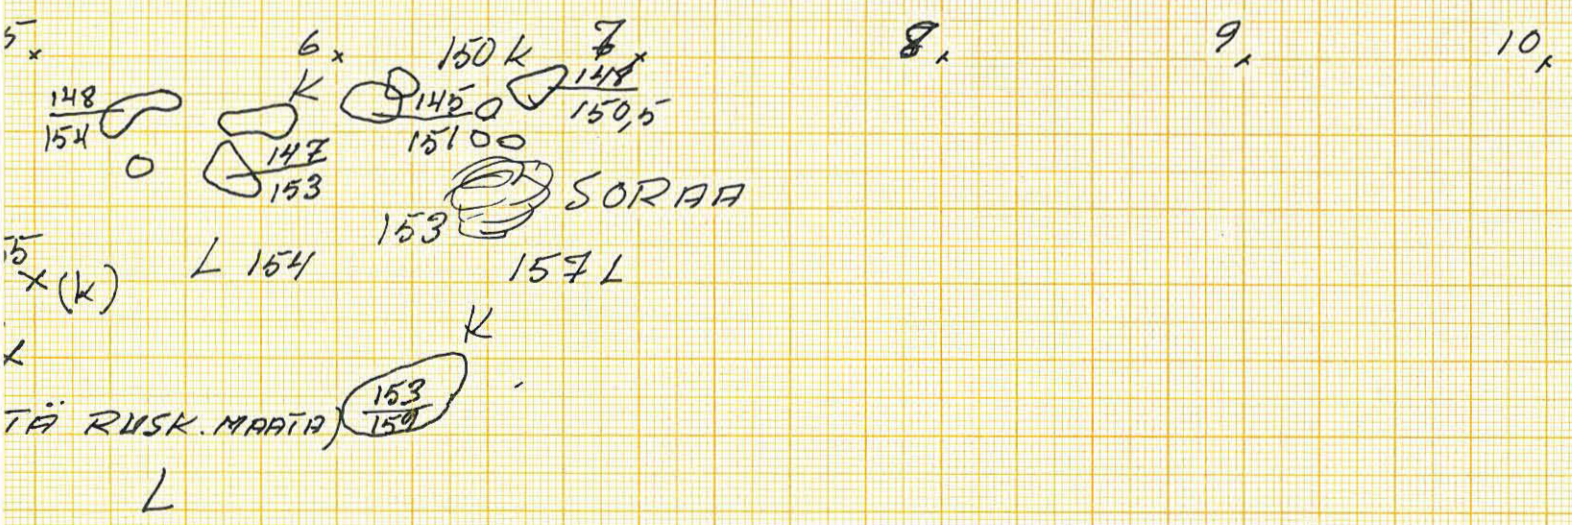 5. x 6. x 150 K 7. x 8. x 9. x 10. x
K
148 145 148
154 151 150,5
147
153
SORAA
153
L 154 157 L
x (K)
K
x
153
159
TÄ RUSK. MAATA)
L